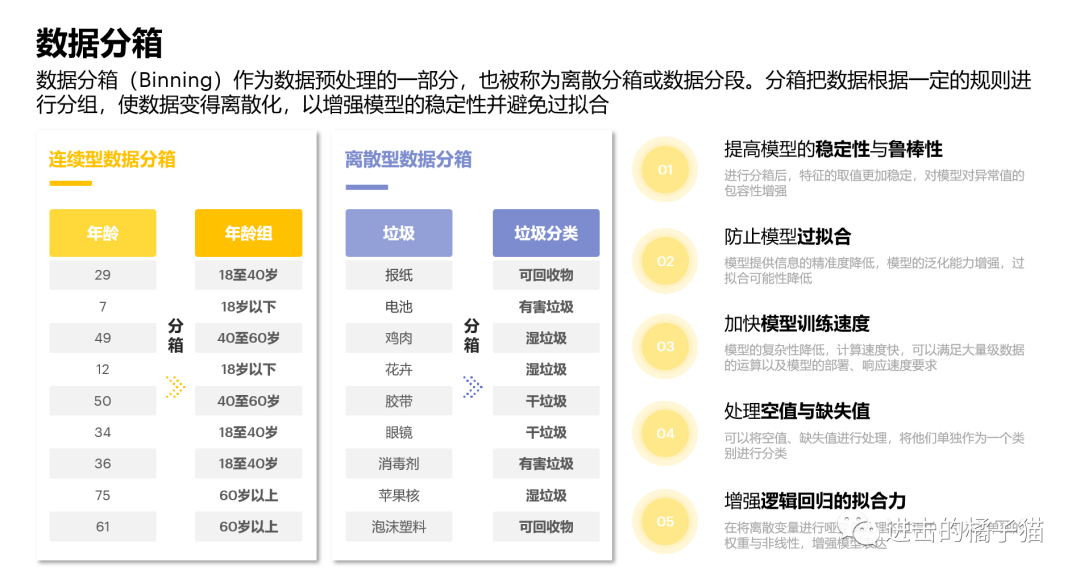 数据分箱
数据分箱（Binning）作为数据预处理的一部分，也被称为离散分箱或数据分段。分箱把数据根据一定的规则进
行分组，使数据变得离散化，以增强模型的稳定性并避免过拟合
连续型数据分箱
年龄 年龄组
29 18至40岁
7 18岁以下
49 40至60岁
12 18岁以下
50 40至60岁
34 18至40岁
36 18至40岁
75 60岁以上
61 60岁以上
分
箱
离散型数据分箱
垃圾 垃圾分类
报纸 可回收物
电池 有害垃圾
鸡肉 湿垃圾
花卉 湿垃圾
胶带 干垃圾
眼镜 干垃圾
消毒剂 有害垃圾
苹果核 湿垃圾
泡沫塑料 可回收物
分
箱
01
提高模型的稳定性与鲁棒性
进行分箱后，特征的取值更加稳定，对模型对异常值的
包容性增强
02
防止模型过拟合
模型提供信息的精准度降低，模型的泛化能力增强，过
拟合可能性降低
03
加快模型训练速度
模型的复杂性降低，计算速度快，可以满足大量级数据
的运算以及模型的部署、响应速度要求
04
处理空值与缺失值
可以将空值、缺失值进行处理，将他们单独作为一个类
别进行分类
05
增强逻辑回归的拟合力
在将离散变量进行哑
权重与非线性，增强模型表达
进击的橘子猫